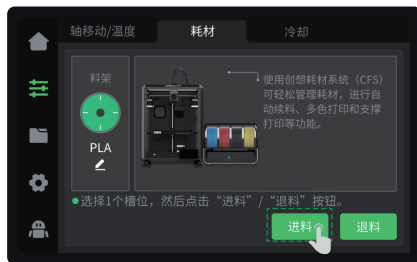 轴移动/温度
耗材
冷却
料架
PLA
使用创想耗材系统（CFS）
可轻松管理耗材，进行自
动续料、多色打印和支撑
打印等功能。
●选择1个槽位，然后点击“进料”/“退料”按钮。
进料
退料